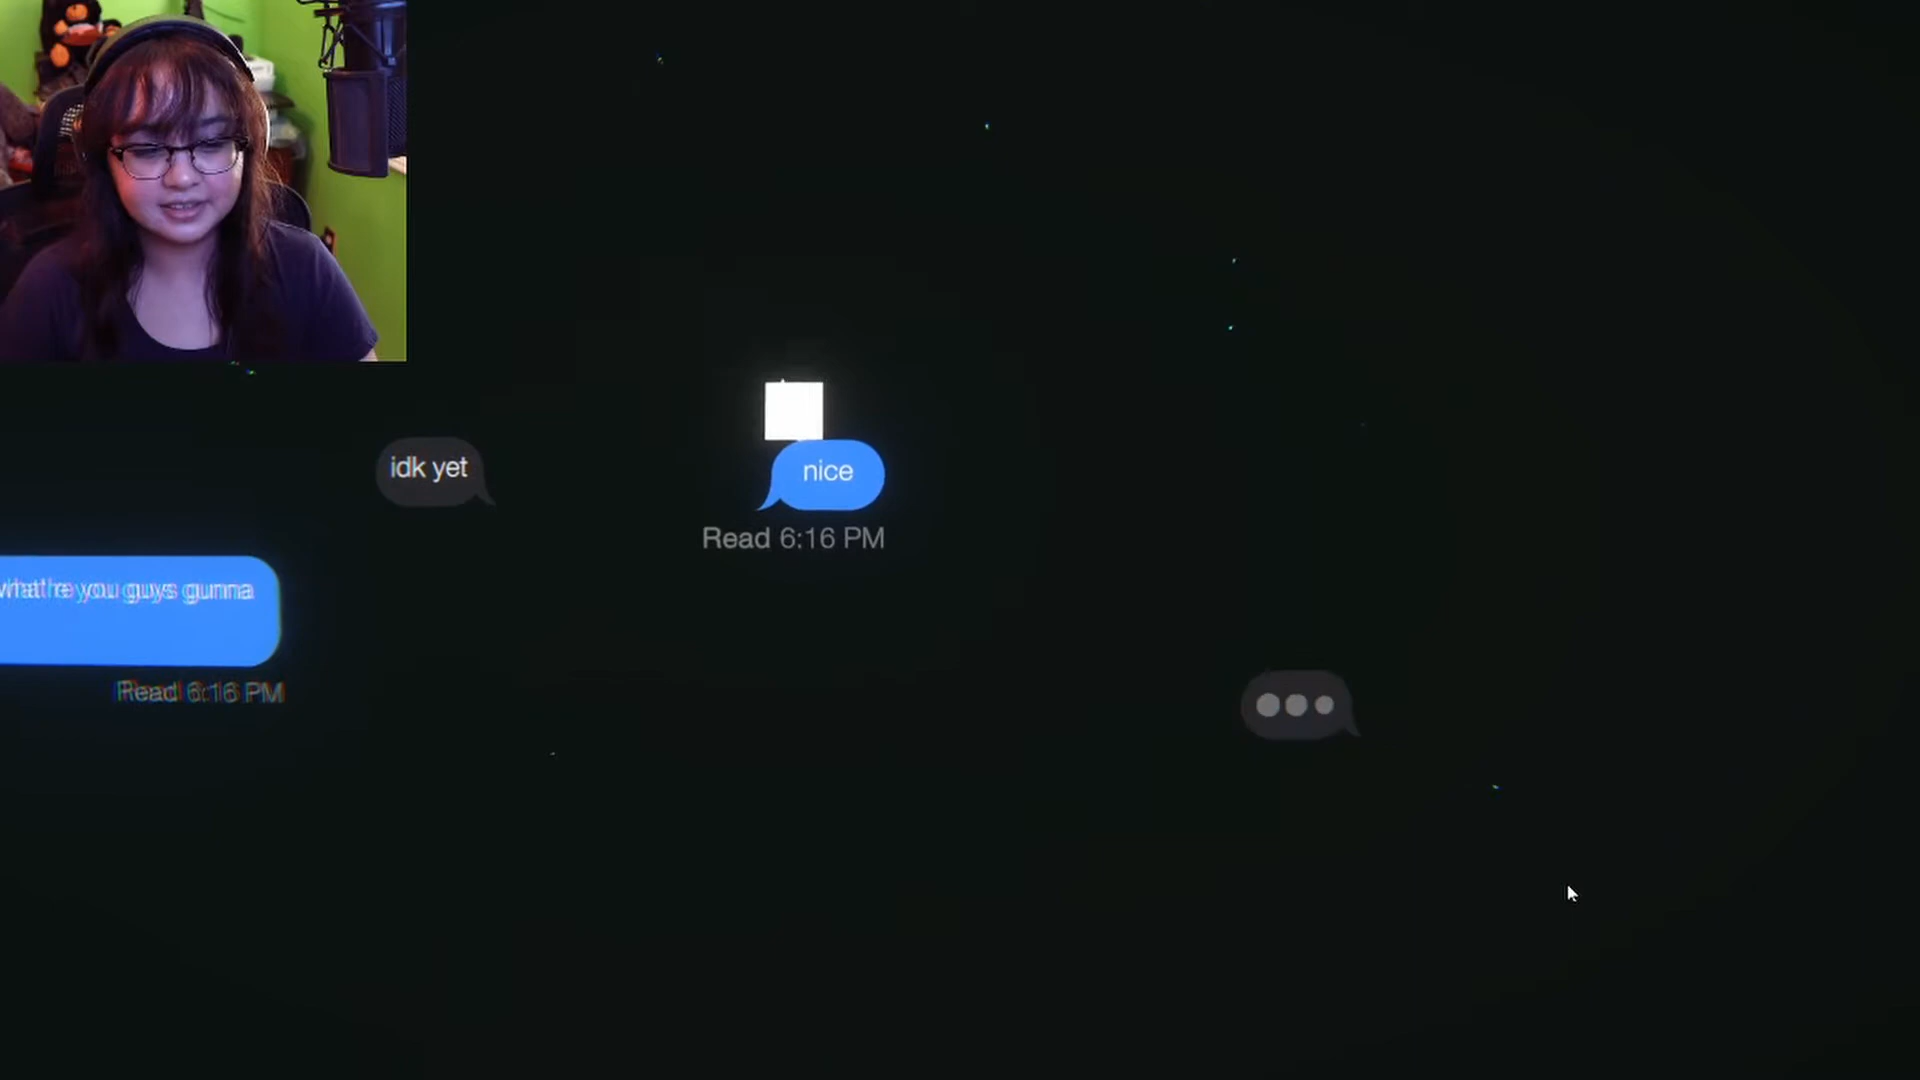 idk yet
nice
Read 6:16 PM
what're you guys gunna
Read 6:16 PM